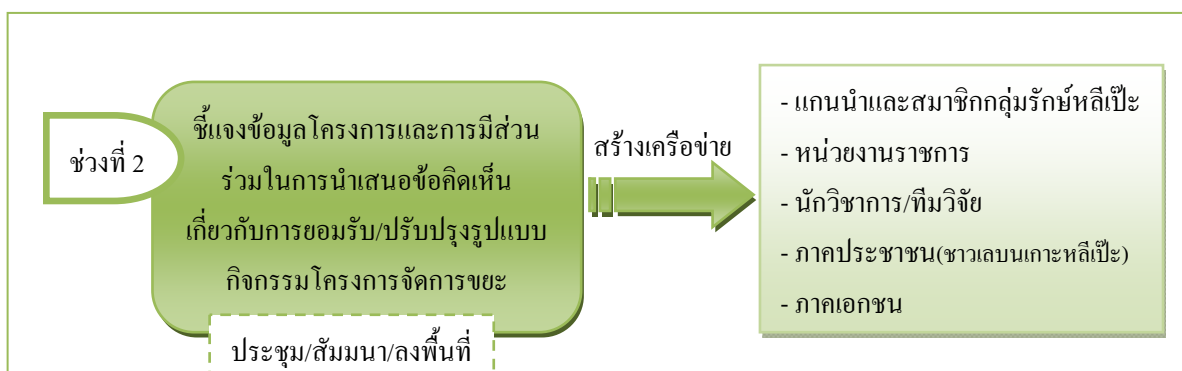 ช่วงที่ 2
ชี้แจงข้อมูลโครงการและการมีส่วน
ร่วมในการนำเสนอข้อคิดเห็น
เกี่ยวกับการยอมรับ/ปรับปรุงรูปแบบ
กิจกรรมโครงการจัดการขยะ
ประชุม/สัมมนา/ลงพื้นที่
สร้างเครือข่าย
- แกนนำและสมาชิกกลุ่มรักษ์หลีเป๊ะ
- หน่วยงานราชการ
- นักวิชาการ/ทีมวิจัย
- ภาคประชาชน(ชาวเลบนเกาะหลีเป๊ะ)
- ภาคเอกชน